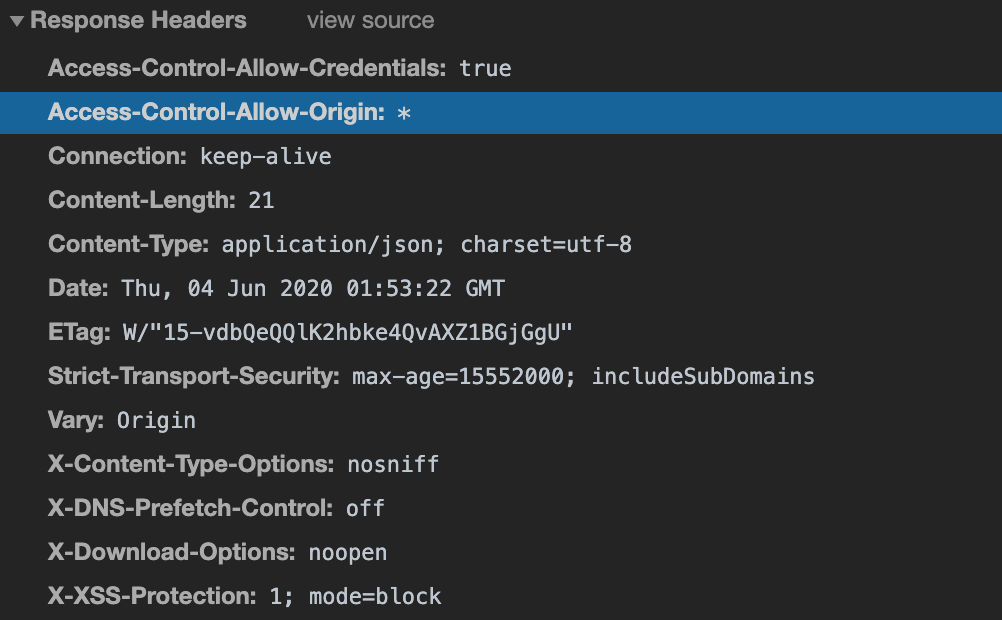 Response Headers view source
Access-Control-Allow-Credentials: true
Access-Control-Allow-Origin: *
Connection: keep-alive
Content-Length: 21
Content-Type: application/json; charset=utf-8
Date: Thu, 04 Jun 2020 01:53:22 GMT
ETag: W/"15-vdbQeQQlK2hbke4QvAXZ1BGjGgU"
Strict-Transport-Security: max-age=15552000; includeSubDomains
Vary: Origin
X-Content-Type-Options: nosniff
X-DNS-Prefetch-Control: off
X-Download-Options: noopen
X-XSS-Protection: 1; mode=block